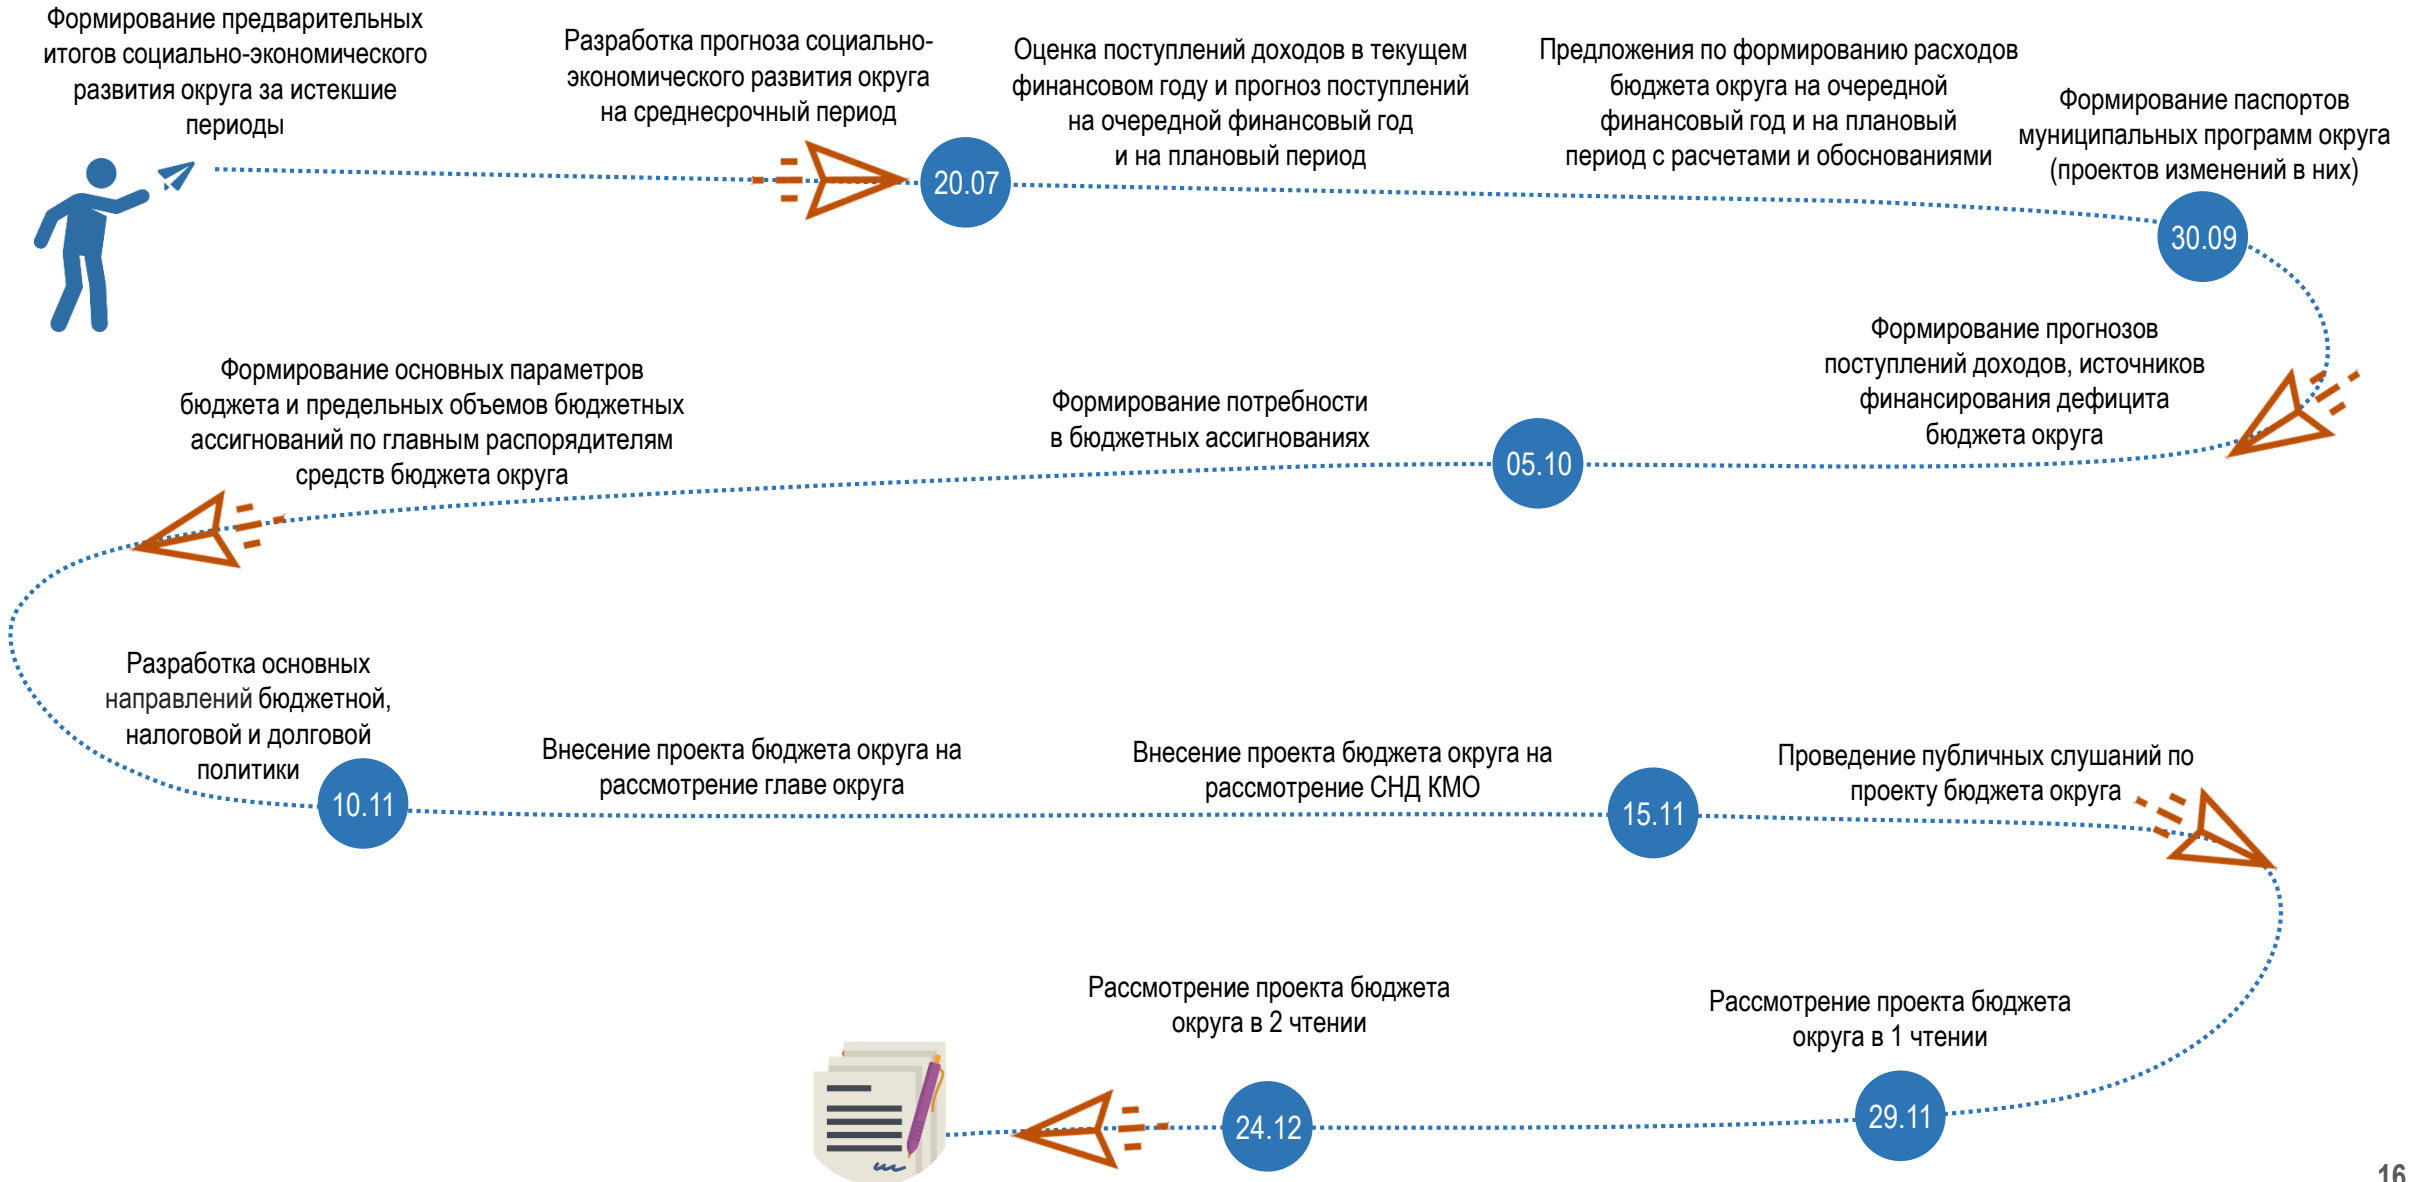 Формирование предварительных
итогов социально-экономического
развития округа за истекшие
периоды
Разработка прогноза социально-
экономического развития округа
на среднесрочный период
20.07
Оценка поступлений доходов в текущем
финансовом году и прогноз поступлений
на очередной финансовый год
и на плановый период
Предложения по формированию расходов
бюджета округа на очередной
финансовый год и на плановый
период с расчетами и обоснованиями
Формирование паспортов
муниципальных программ округа
(проектов изменений в них)
30.09
Формирование прогнозов
поступлений доходов, источников
финансирования дефицита
бюджета округа
05.10
Формирование потребности
в бюджетных ассигнованиях
Формирование основных параметров
бюджета и предельных объемов бюджетных
ассигнований по главным распорядителям
средств бюджета округа
Разработка основных
направлений бюджетной,
налоговой и долговой
политики
10.11
Внесение проекта бюджета округа на
рассмотрение главе округа
Внесение проекта бюджета округа на
рассмотрение СНД КМО
15.11
Проведение публичных слушаний по
проекту бюджета округа
Рассмотрение проекта бюджета
округа в 1 чтении
29.11
Рассмотрение проекта бюджета
округа в 2 чтении
24.12
16